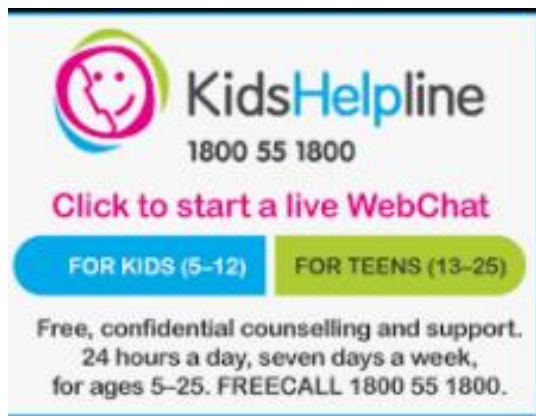 KidsHelpline
1800 55 1800
Click to start a live WebChat
FOR KIDS (5–12) FOR TEENS (13–25)
Free, confidential counselling and support.
24 hours a day, seven days a week,
for ages 5–25. FREECALL 1800 55 1800.